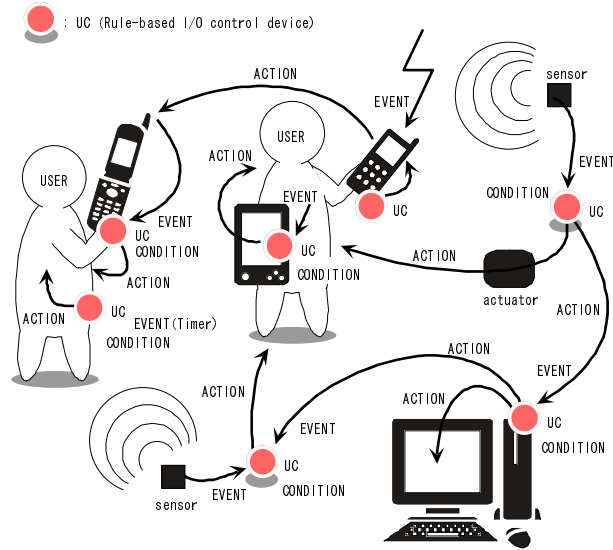 : UC (Rule-based I/O control device)
ACTION
sensor
EVENT
USER
ACTION
EVENT
USER
EVENT
CONDITION
UC
UC
EVENT
UC
CONDITION
UC
CONDITION
ACTION
ACTION
actuator
ACTION
UC
ACTION
EVENT(Timer)
CONDITION
ACTION
EVENT
ACTION
ACTION
EVENT
UC
CONDITION
UC
CONDITION
EVENT
sensor